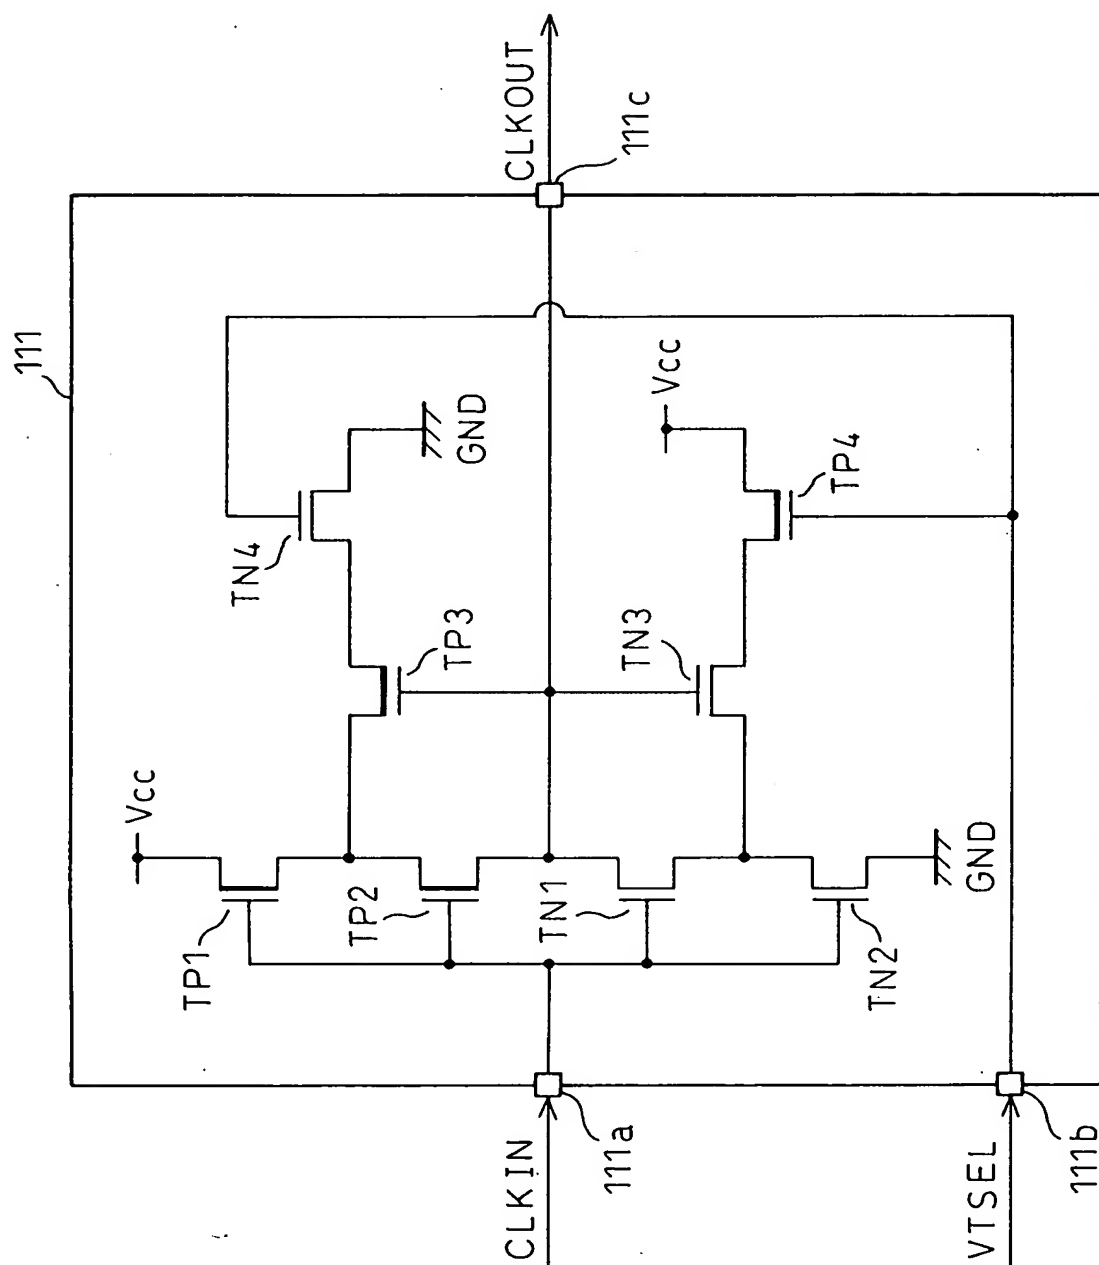 111
CLKIN
111a
VTSEL
111b
CLKOUT
111c
Vcc
TP1
TP2
TN1
TN2
GND
TP3
TN4
GND
TN3
TP4
Vcc